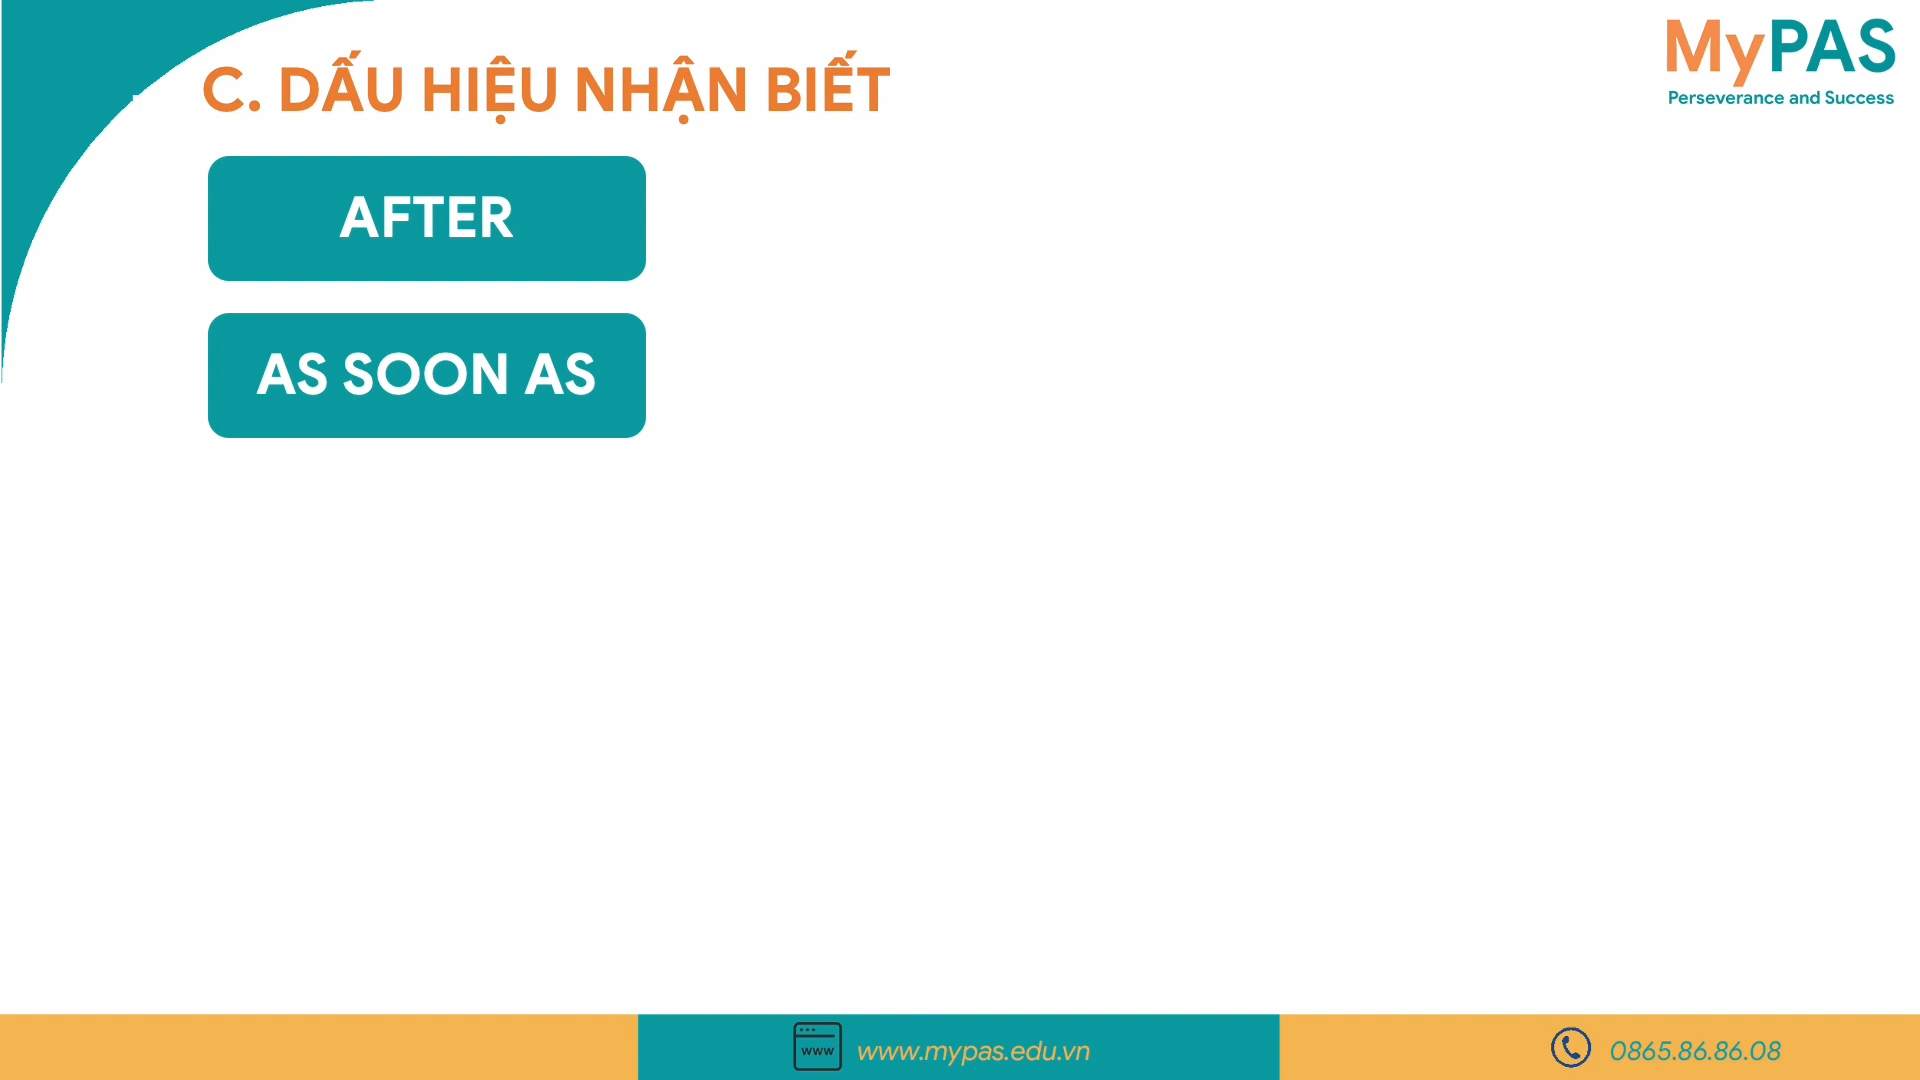 MyPAS
Perseverance and Success
C. DẤU HIỆU NHẬN BIẾT
AFTER
AS SOON AS
www
www.mypas.edu.vn
0865.86.86.08